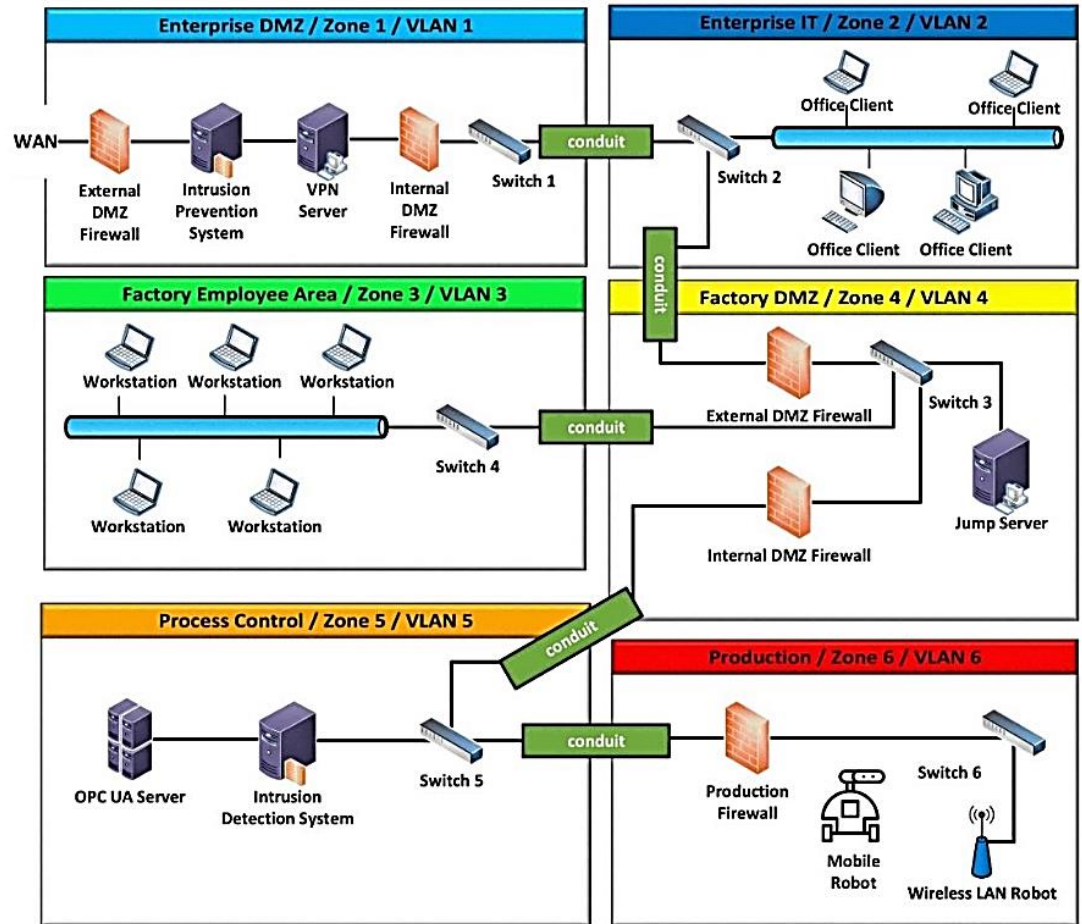 Enterprise DMZ / Zone 1 / VLAN 1
WAN
External
DMZ
Firewall
Intrusion
Prevention
System
VPN
Server
Internal
DMZ
Firewall
Switch 1
conduit
Enterprise IT / Zone 2 / VLAN 2
Office Client
Office Client
Switch 2
Office Client
Office Client
conduit
Factory Employee Area / Zone 3 / VLAN 3
Workstation
Workstation
Workstation
Switch 4
Workstation
Workstation
conduit
Factory DMZ / Zone 4 / VLAN 4
External DMZ Firewall
Switch 3
Internal DMZ Firewall
Jump Server
conduit
Process Control / Zone 5 / VLAN 5
OPC UA Server
Intrusion
Detection System
Switch 5
conduit
Production / Zone 6 / VLAN 6
Production
Firewall
Switch 6
Mobile
Robot
Wireless LAN Robot